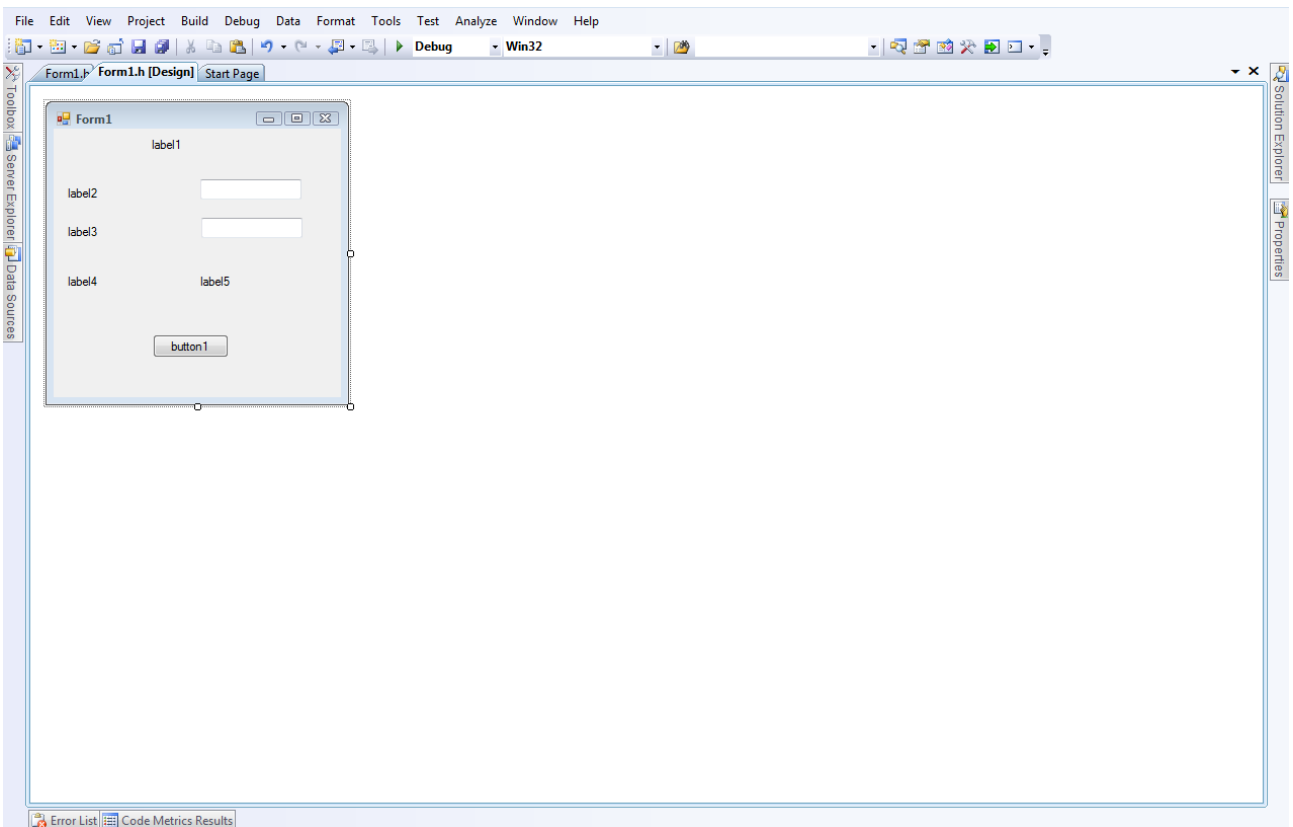 File Edit View Project Build Debug Data Format Tools Test Analyze Window Help
Debug Win32
Form1.h Form1.h [Design] Start Page
Toolbox
Server Explorer
Data Sources
Form1
label1
label2
label3
label4 label5
button1
Solution Explorer
Properties
Error List Code Metrics Results